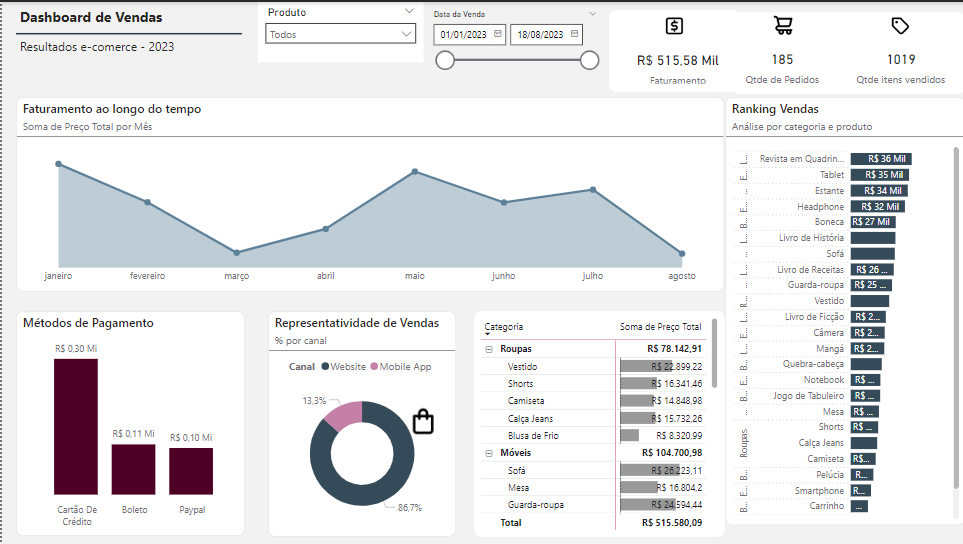 Dashboard de Vendas
Resultados e-comerce - 2023
Produto
Todos
Data da Venda
01/01/2023
18/08/2023
R$ 515,58 Mil
Faturamento
185
Qtde de Pedidos
1019
Qtde itens vendidos
Faturamento ao longo do tempo
Soma de Preço Total por Mês
janeiro
fevereiro
março
abril
maio
junho
julho
agosto
Ranking Vendas
Análise por categoria e produto
L...
Revista em Quadrin...
R$ 36 Mil
E...
Tablet
R$ 35 Mil
...
Estante
R$ 34 Mil
E...
Headphone
R$ 32 Mil
B...
Boneca
R$ 27 Mil
L...
Livro de História
...
Sofá
L...
Livro de Receitas
R$ 26 ...
...
Guarda-roupa
R$ 25 ...
R...
Vestido
L...
Livro de Ficção
R$ 2...
E...
Câmera
R$ 2...
L...
Mangá
R$ 2...
B...
Quebra-cabeça
E...
Notebook
R$ ...
B...
Jogo de Tabuleiro
R$ ...
...
Mesa
R$ ...
Roupas
Shorts
R$ ...
Calça Jeans
Camiseta
R$...
B...
Pelúcia
R...
E...
Smartphone
R...
B...
Carrinho
...
Métodos de Pagamento
R$ 0,30 Mi
R$ 0,11 Mi
R$ 0,10 Mi
Cartão De
Crédito
Boleto
Paypal
Representatividade de Vendas
% por canal
Canal Website Mobile App
13,3%
86,7%
Categoria Soma de Preço Total
Roupas R$ 78.142,91
Vestido R$ 22.899,22
Shorts R$ 16.341,46
Camiseta R$ 14.848,98
Calça Jeans R$ 15.732,26
Blusa de Frio R$ 8.320,99
Móveis R$ 104.700,98
Sofá R$ 26.223,11
Mesa R$ 16.804,2
Guarda-roupa R$ 24.594,44
Total R$ 515.580,09